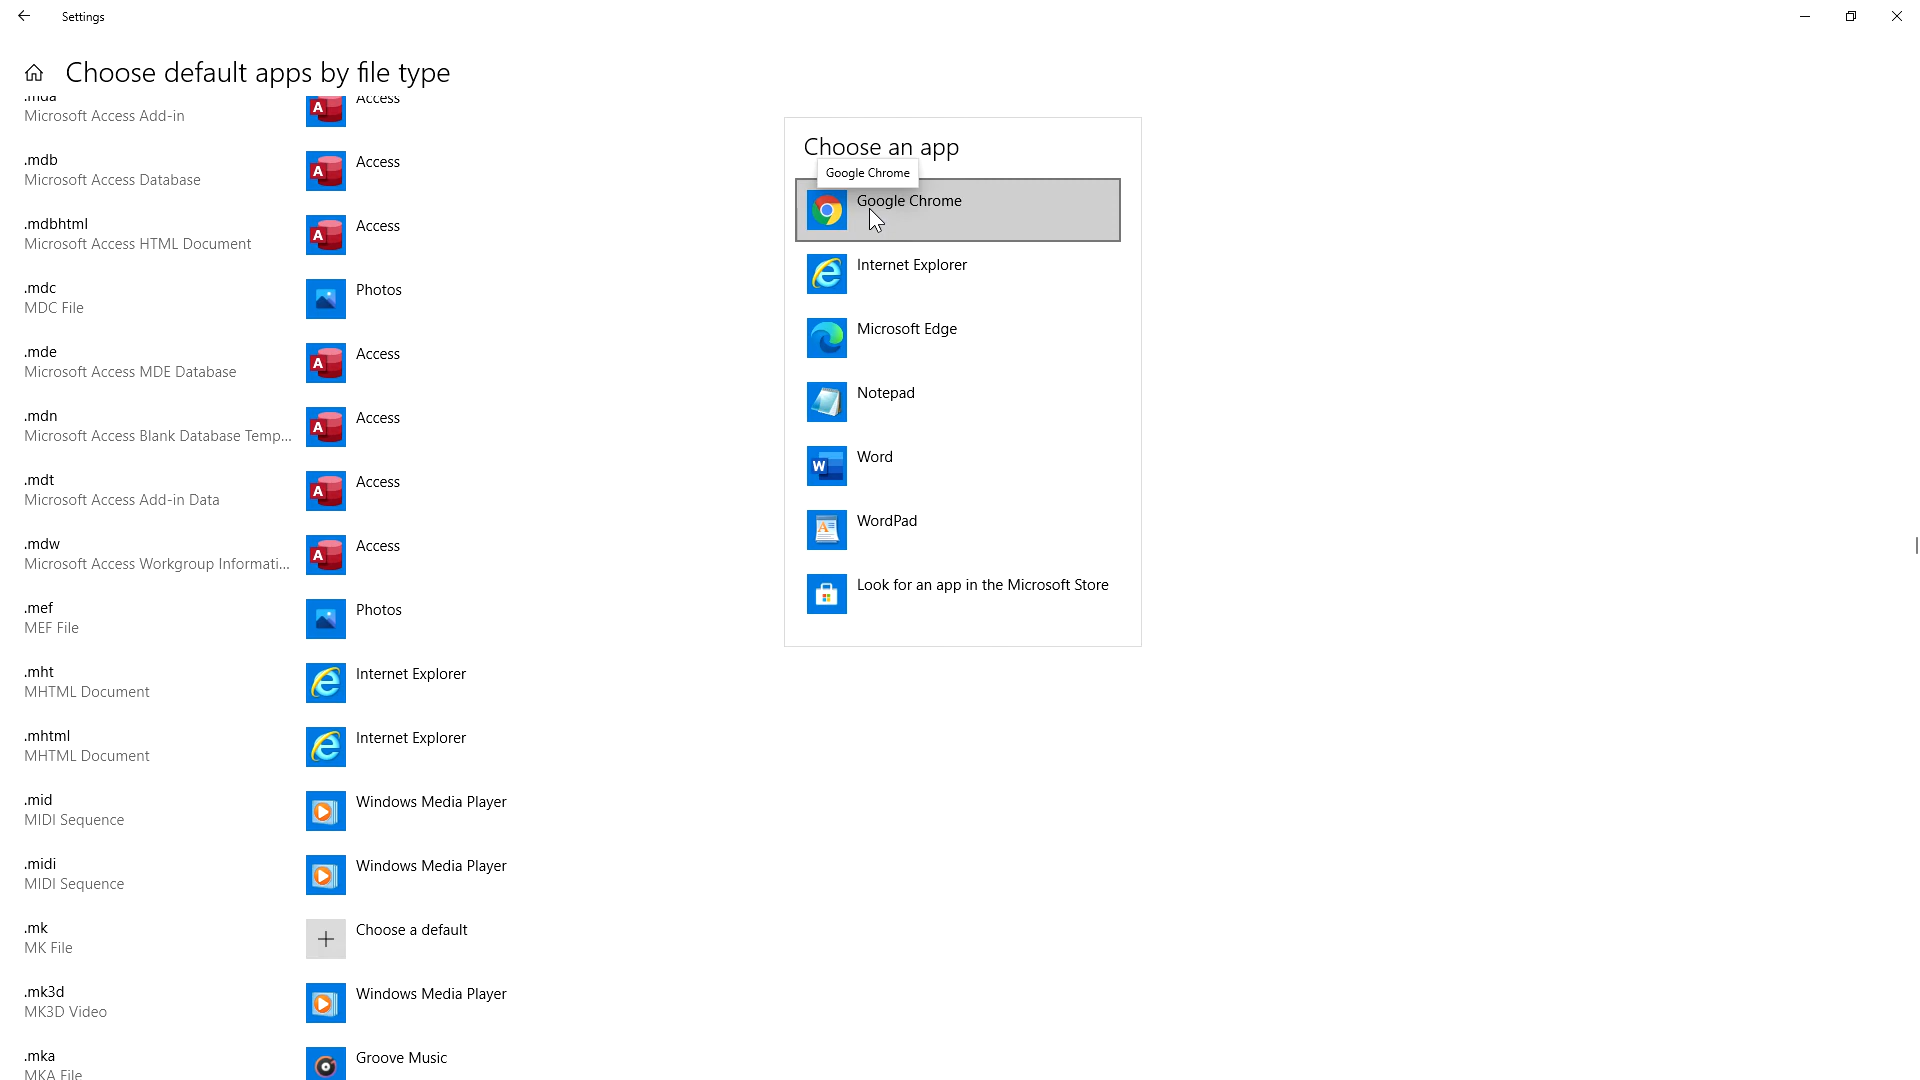 Settings
Choose default apps by file type
.mda
Access
Microsoft Access Add-in
.mdb
Access
Microsoft Access Database
.mdbhtml
Access
Microsoft Access HTML Document
.mdc
Photos
MDC File
.mde
Access
Microsoft Access MDE Database
.mdn
Access
Microsoft Access Blank Database Temp...
.mdt
Access
Microsoft Access Add-in Data
.mdw
Access
Microsoft Access Workgroup Informati...
.mef
Photos
MEF File
.mht
Internet Explorer
MHTML Document
.mhtml
Internet Explorer
MHTML Document
.mid
Windows Media Player
MIDI Sequence
.midi
Windows Media Player
MIDI Sequence
.mk
Choose a default
MK File
.mk3d
Windows Media Player
MK3D Video
.mka
Groove Music
MKA File
Choose an app
Google Chrome
Google Chrome
Internet Explorer
Microsoft Edge
Notepad
Word
WordPad
Look for an app in the Microsoft Store